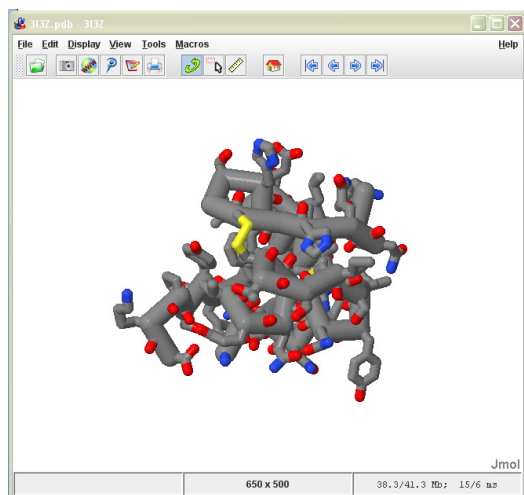 3I3Z.pdb - 3I3Z
File Edit Display View Tools Macros Help
Jmol
650 x 500 38.3/41.3 Mb; 15/6 ms